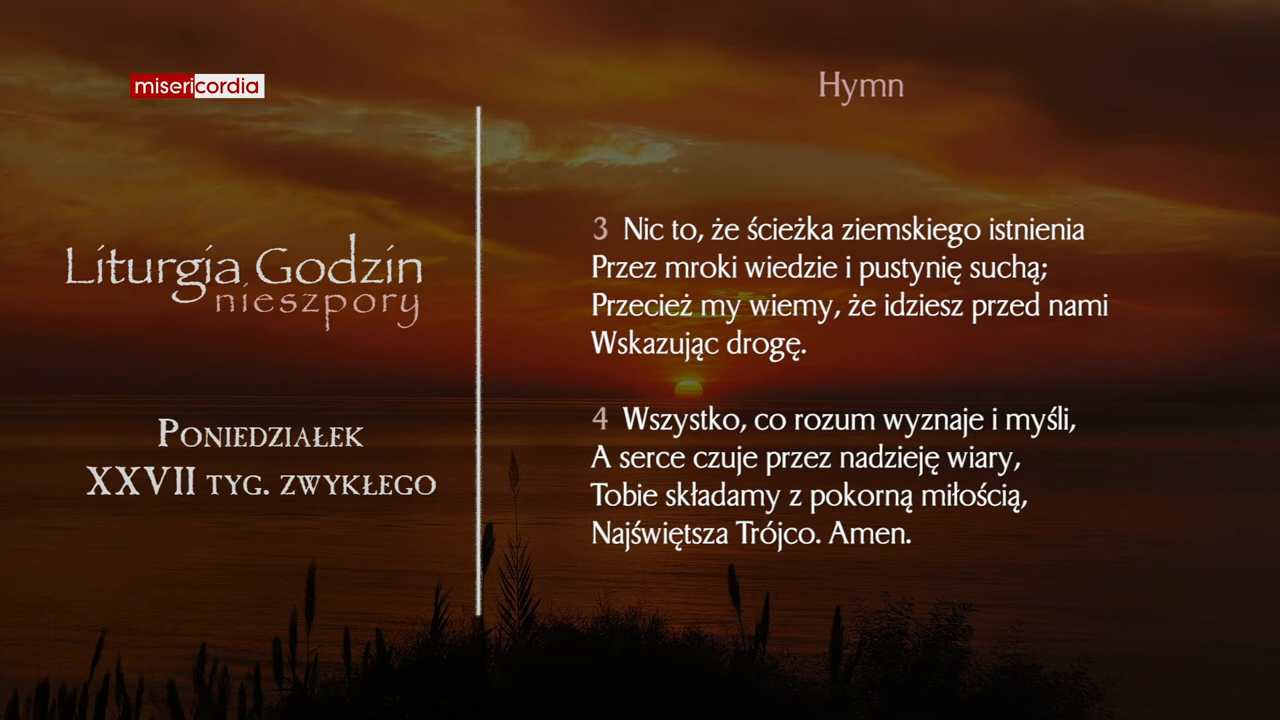 misericordia
Liturgia Godzin
nieszpory
Poniedziałek
XXVII tyg. zwykłego
Hymn
3 Nic to, że ścieżka ziemskiego istnienia
Przez mroki wiedzie i pustynię suchą;
Przecież my wiemy, że idziesz przed nami
Wskazując drogę.
4 Wszystko, co rozum wyznaje i myśli,
A serce czuje przez nadzieję wiary,
Tobie składamy z pokorną miłością,
Najświętsza Trójco. Amen.